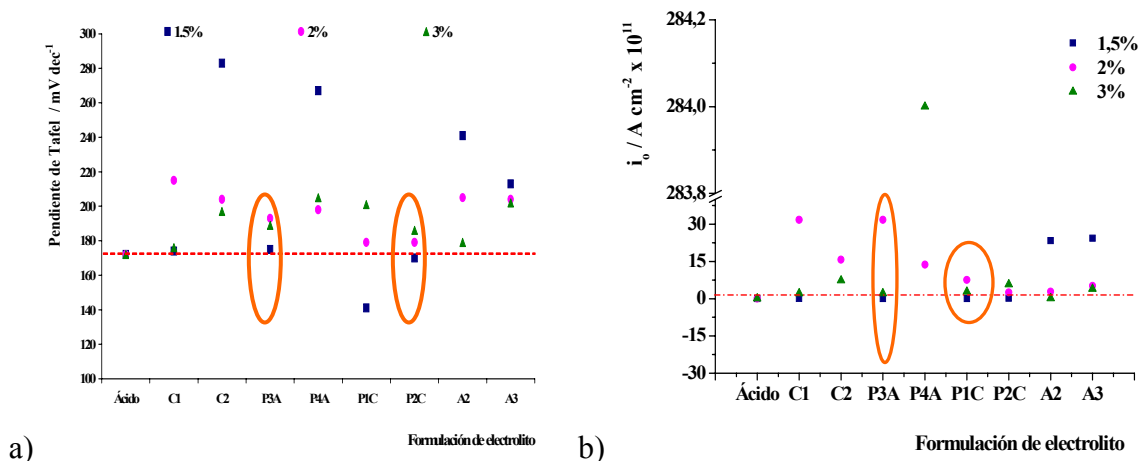 1.5% 2% 3%
Pendiente de Tafel / mV dec⁻¹
300
280
260
240
220
200
180
160
140
120
100
Ácido C1 C2 P3A P4A P1C P2C A2 A3
Formulación de electrolito
a)
i₀ / A cm⁻² x 10¹¹
284,2
284,0
283,8
30
15
0
-15
-30
1,5%
2%
3%
Ácido C1 C2 P3A P4A P1C P2C A2 A3
Formulación de electrolito
b)